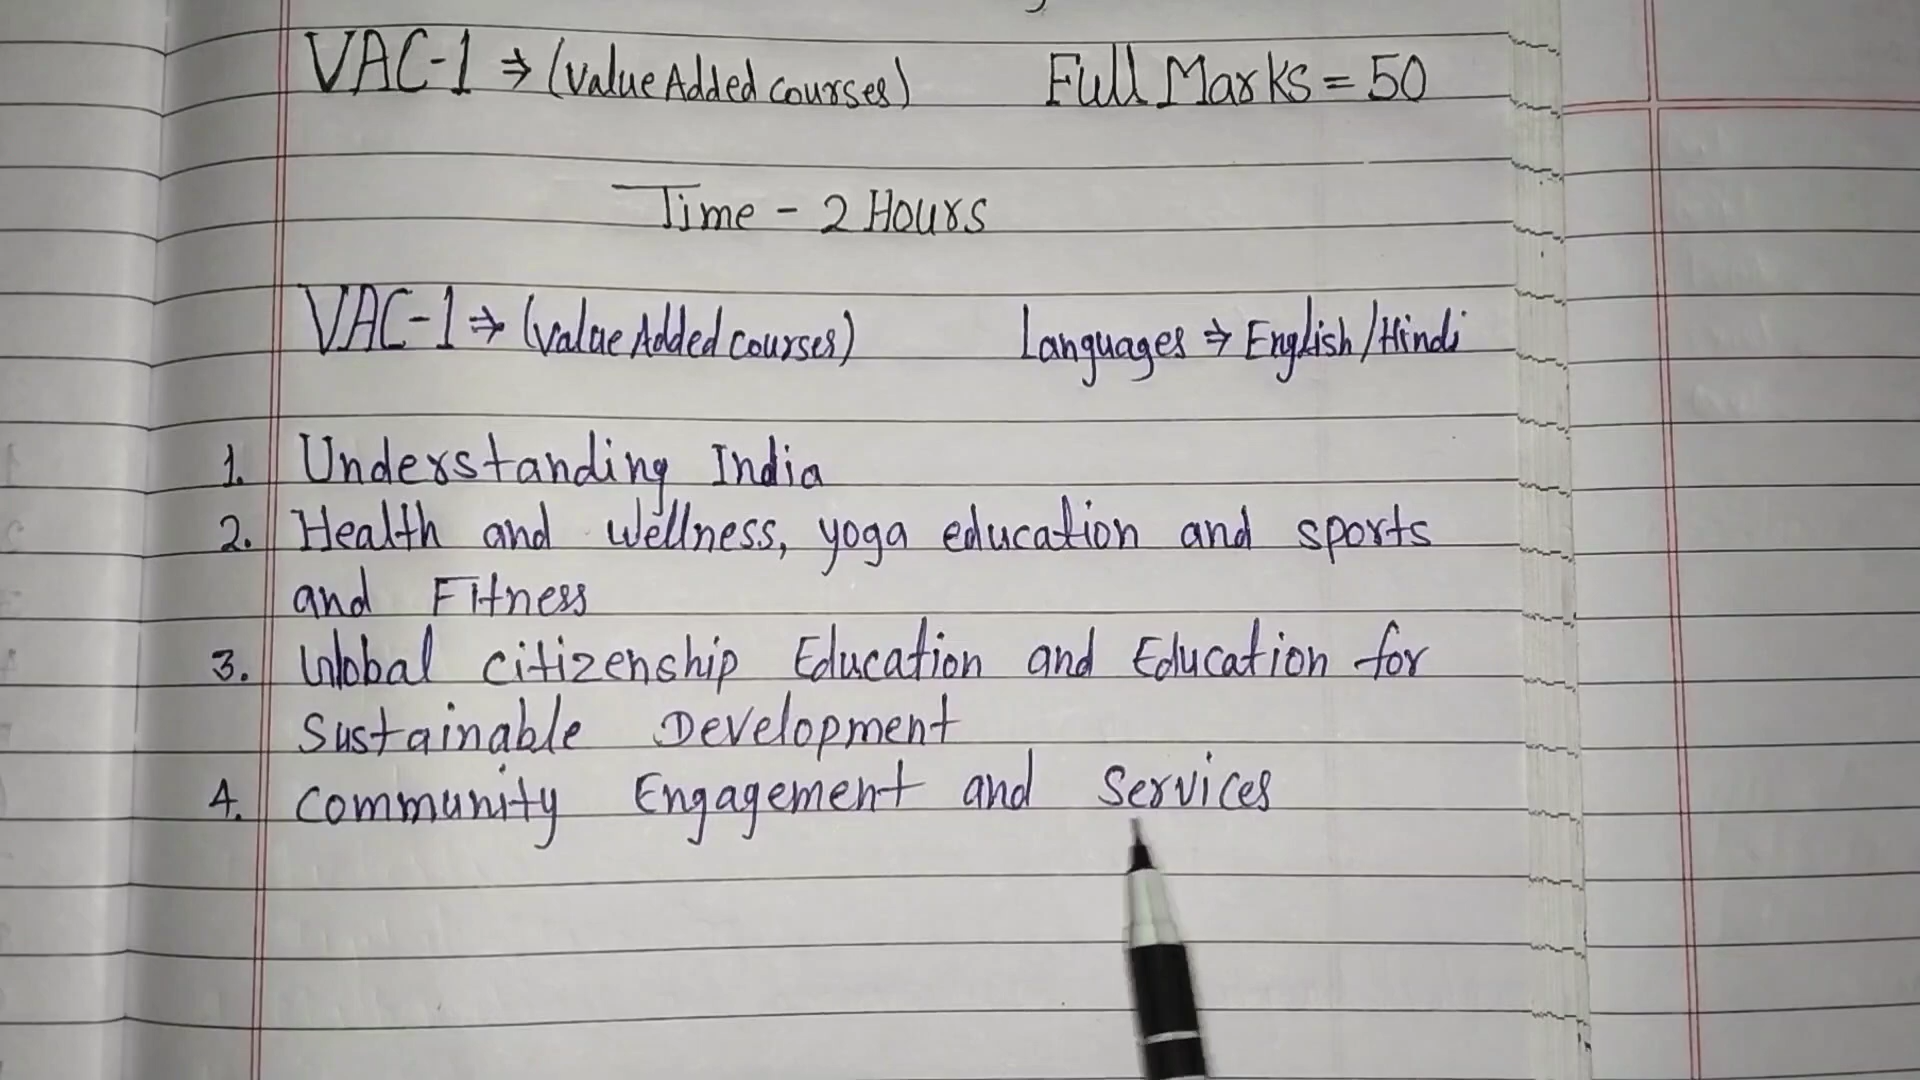 VAC-1 ⇒ (Value Added courses) Full Marks = 50
Time - 2 Hours
VAC-1 ⇒ (Value Added courses) Languages ⇒ English/Hindi
1. Understanding India
2. Health and wellness, yoga education and sports
and Fitness
3. Global citizenship Education and Education for
Sustainable Development
4. Community Engagement and Services